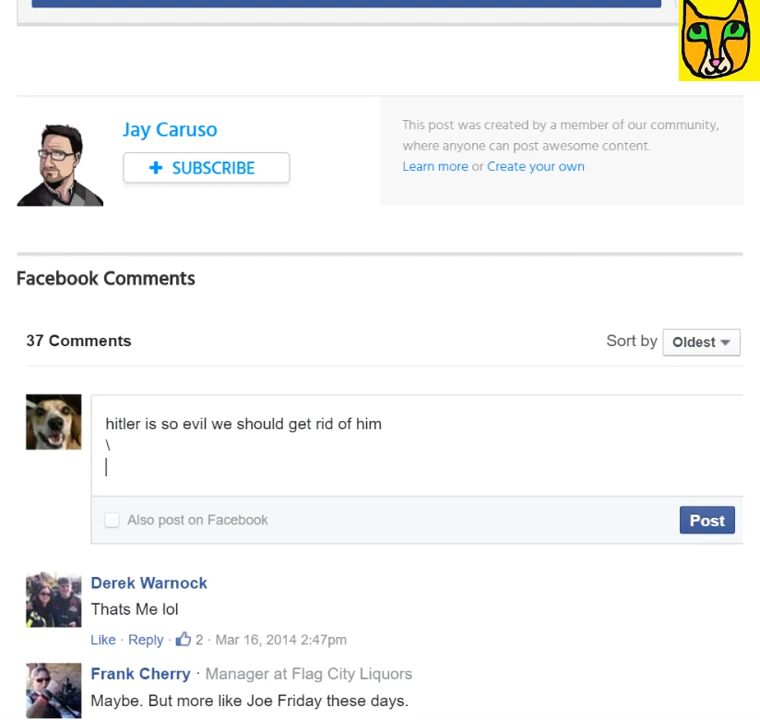 Jay Caruso
+ SUBSCRIBE
This post was created by a member of our community,
where anyone can post awesome content.
Learn more or Create your own
Facebook Comments
37 Comments
Sort by Oldest
hitler is so evil we should get rid of him
\
Also post on Facebook
Post
Derek Warnock
Thats Me lol
Like · Reply · 2 · Mar 16, 2014 2:47pm
Frank Cherry · Manager at Flag City Liquors
Maybe. But more like Joe Friday these days.